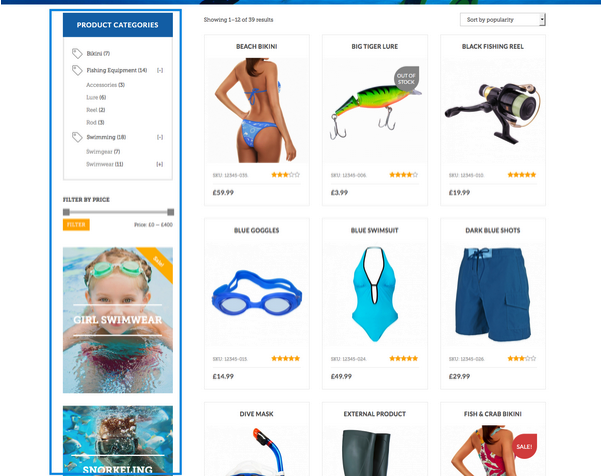 PRODUCT CATEGORIES
Bikini (7)
Fishing Equipment (14) [-]
Accessories (3)
Lure (6)
Reel (2)
Rod (3)
Swimming (18) [-]
Swimgear (7)
Swimwear (11) [+]
FILTER BY PRICE
FILTER Price: £0 — £400
Sale!
GIRL SWIMWEAR
SNORKELING
Showing 1–12 of 39 results Sort by popularity
BEACH BIKINI
SKU: 12345-035.
£59.99
BIG TIGER LURE
OUT OF
STOCK
SKU: 12345-006.
£3.99
BLACK FISHING REEL
SKU: 12345-010.
£19.99
BLUE GOGGLES
SKU: 12345-015.
£14.99
BLUE SWIMSUIT
SKU: 12345-024.
£49.99
DARK BLUE SHOTS
SKU: 12345-026.
£29.99
DIVE MASK
EXTERNAL PRODUCT
FISH & CRAB BIKINI
SALE!